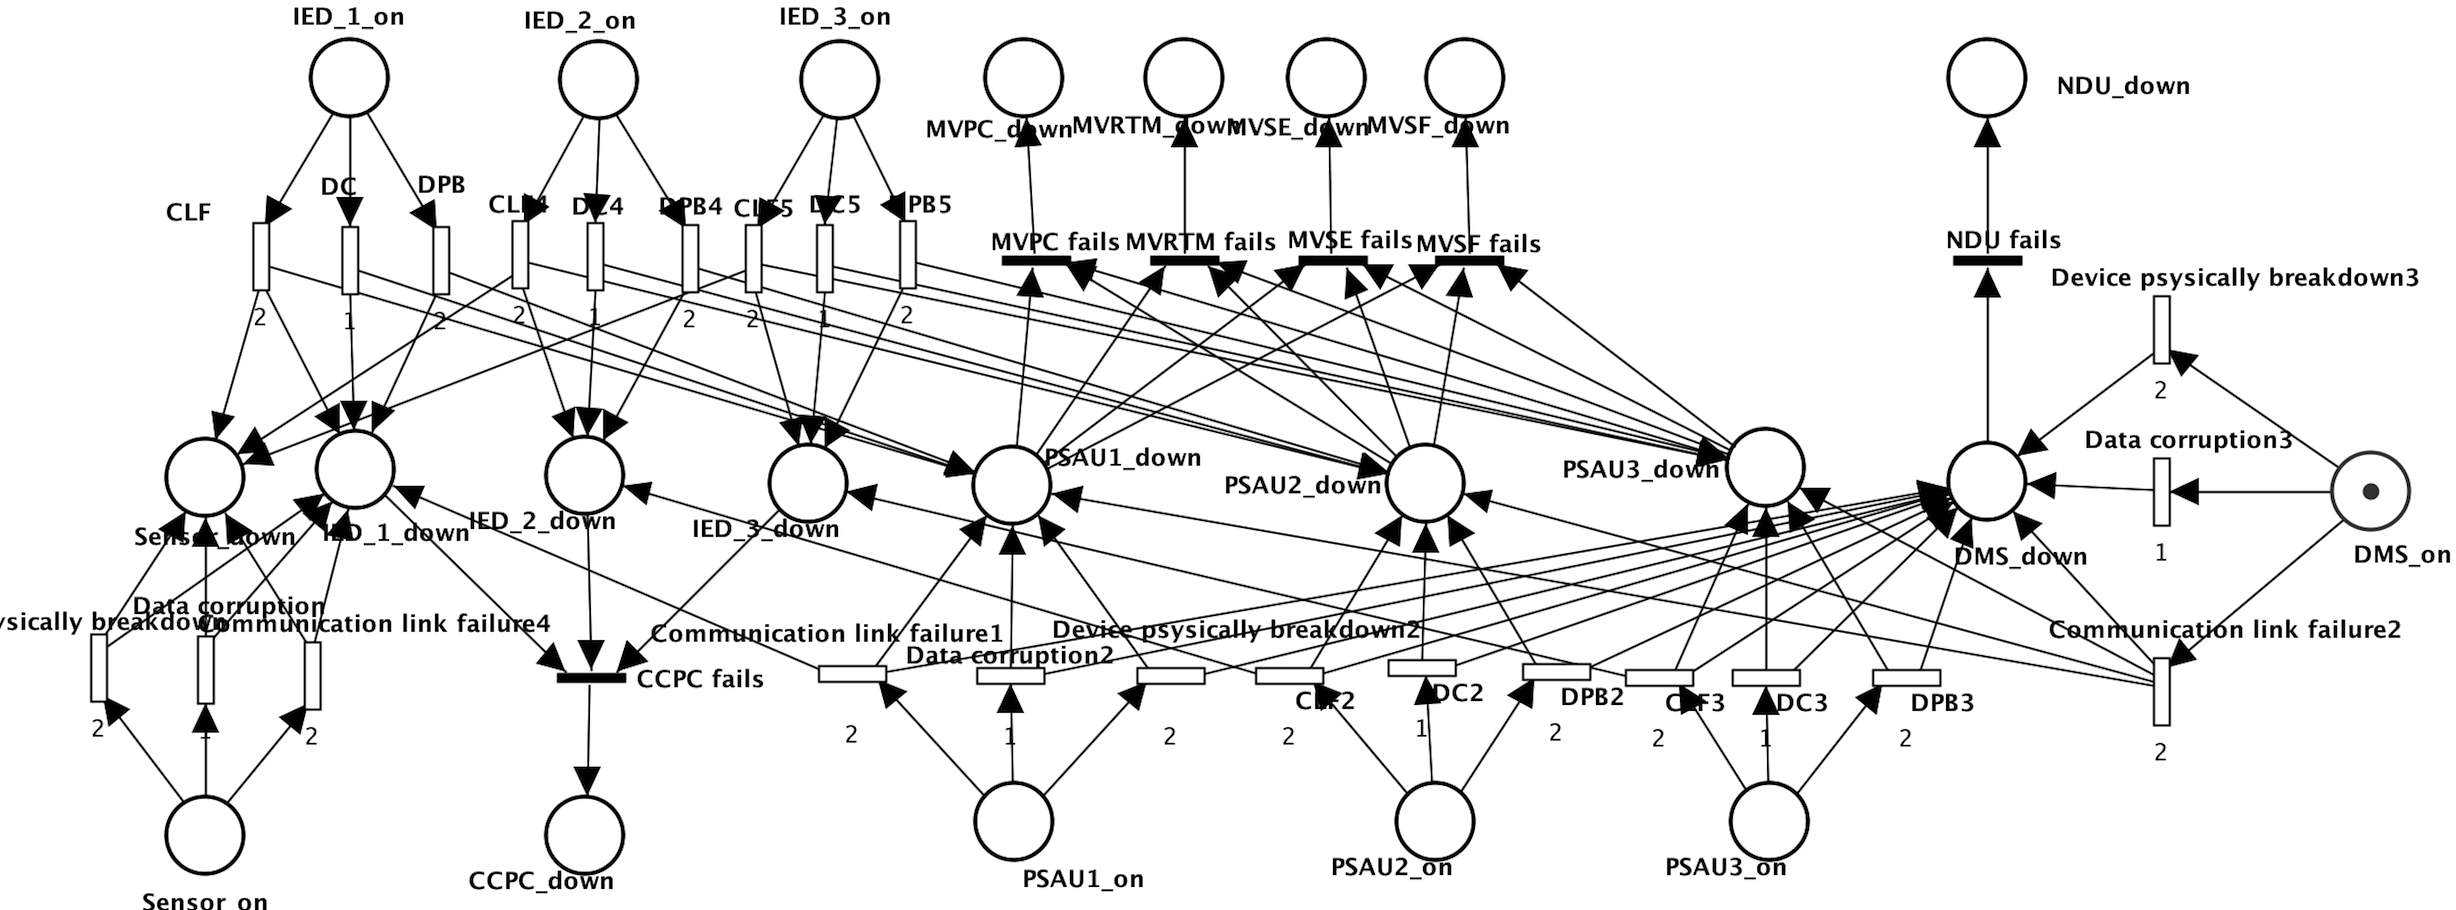 IED_1_on
IED_2_on
IED_3_on
NDU_down
MVPC_down
MVRTM_down
MVSE_down
MVSF_down
DC
DPB
CLF
CLF4
DC4
DPB4
CLF5
DC5
PB5
MVPC fails
MVRTM fails
MVSE fails
MVSF fails
NDU fails
Device psysically breakdown3
2
1
2
2
1
2
2
1
2
2
Data corruption3
PSAU1_down
PSAU2_down
PSAU3_down
Sensor_down
IED_1_down
IED_2_down
IED_3_down
1
DMS_down
DMS_on
Data corruption
ysically breakdown
Communication link failure4
Communication link failure1
Device psysically breakdown2
Communication link failure2
Data corruption2
CCPC fails
CLF2
DC2
DPB2
CLF3
DC3
DPB3
2
1
2
2
1
2
2
1
2
2
1
2
2
CCPC_down
PSAU1_on
PSAU2_on
PSAU3_on
Sensor_on